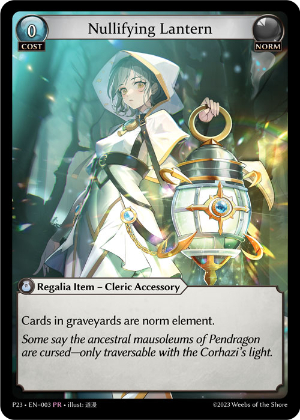 0
COST
Nullifying Lantern
NORM
Regalia Item – Cleric Accessory
Cards in graveyards are norm element.
Some say the ancestral mausoleums of Pendragon
are cursed—only traversable with the Corhazi's light.
P23 • EN-003 PR • illust: 道滿
©2023 Weebs of the Shore